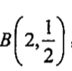 B(2, 1/2),